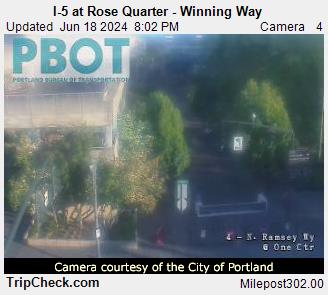 I-5 at Rose Quarter - Winning Way
Updated Jun 18 2024 8:02 PM Camera 4
PBOT
PORTLAND BUREAU OF TRANSPORTATION
4 - N. Ramsey Wy
@ One Ctr
Camera courtesy of the City of Portland
TripCheck.com Milepost302.00